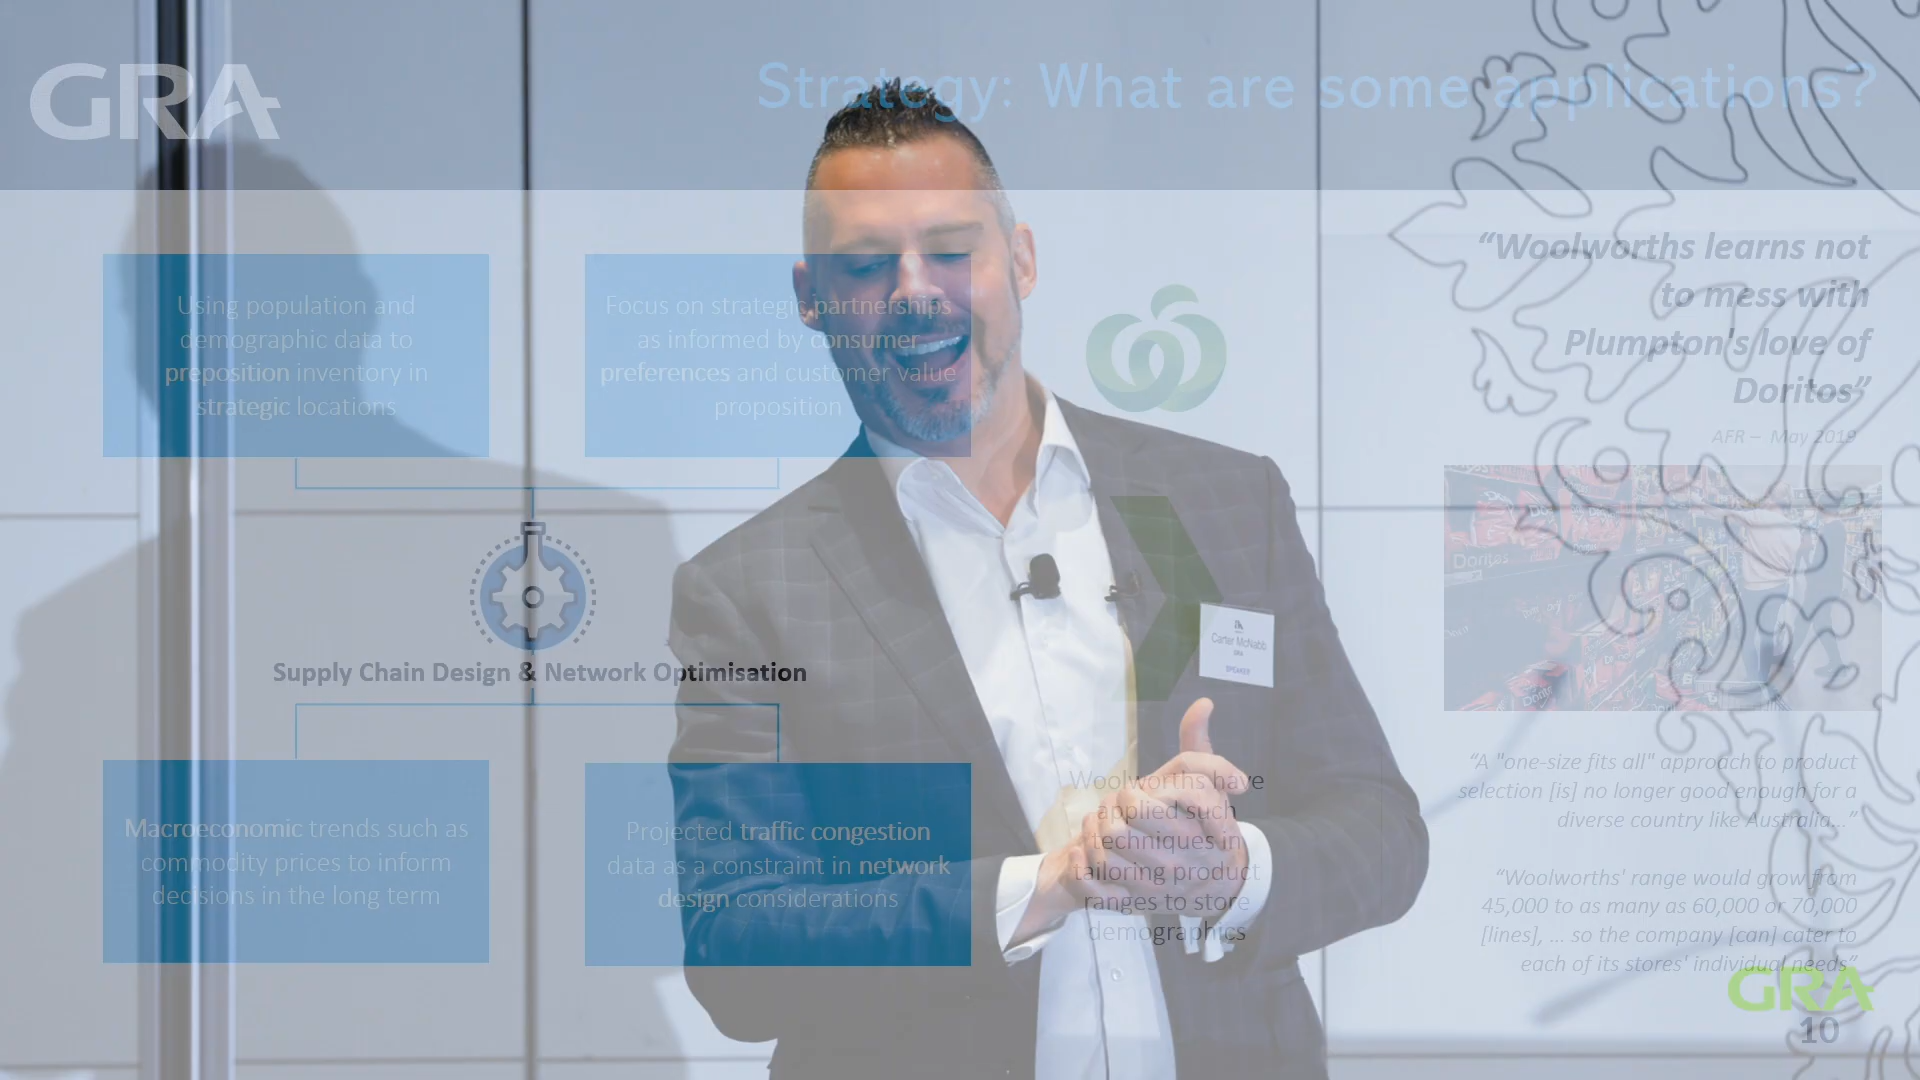 GRA
Strategy: What are some applications?
Using population and
demographic data to
preposition inventory in
strategic locations
Focus on strategic partnerships
as informed by consumer
preferences and customer value
proposition
Supply Chain Design & Network Optimisation
Macroeconomic trends such as
commodity prices to inform
decisions in the long term
Projected traffic congestion
data as a constraint in network
design considerations
Carter McNabb
GRA
SPEAKER
Woolworths have
applied such
techniques in
tailoring product
ranges to store
demographics
“Woolworths learns not
to mess with
Plumpton's love of
Doritos”
AFR – May 2019
Doritos
“A "one-size fits all" approach to product
selection [is] no longer good enough for a
diverse country like Australia...”
“Woolworths' range would grow from
45,000 to as many as 60,000 or 70,000
[lines], ... so the company [can] cater to
each of its stores' individual needs”
GRA
10